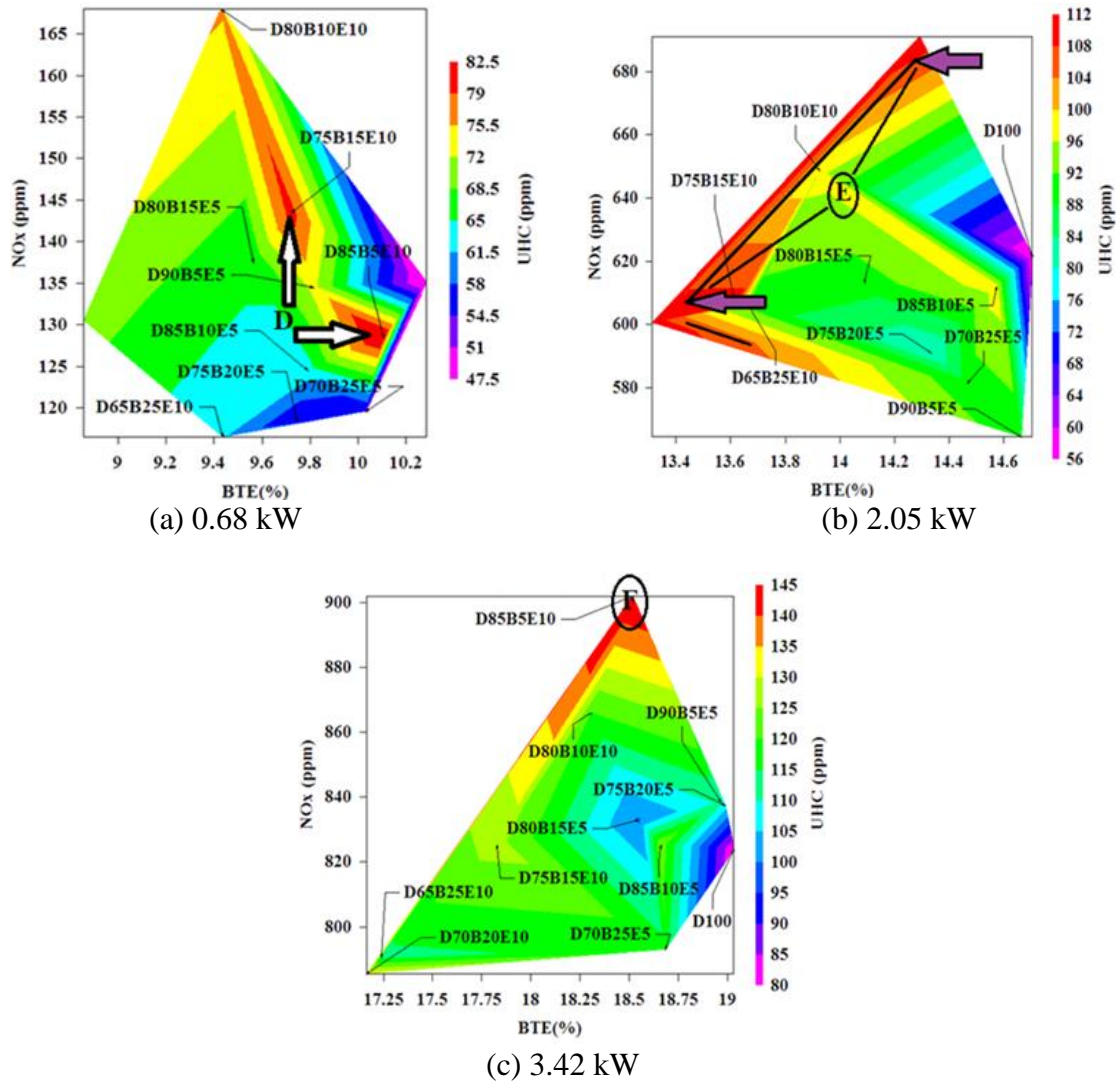 D80B10E10
D75B15E10
D80B15E5
D85B5E10
D90B5E5
D
D85B10E5
D75B20E5
D70B25E5
D65B25E10
165
160
155
150
145
140
135
130
125
120
NOx (ppm)
9
9.2
9.4
9.6
9.8
10
10.2
BTE(%)
82.5
79
75.5
72
68.5
65
61.5
58
54.5
51
47.5
UHC (ppm)
(a) 0.68 kW
D80B10E10
D100
D75B15E10
E
D80B15E5
D85B10E5
D75B20E5
D70B25E5
D65B25E10
D90B5E5
680
660
640
620
600
580
NOx (ppm)
13.4
13.6
13.8
14
14.2
14.4
14.6
BTE(%)
112
108
104
100
96
92
88
84
80
76
72
68
64
60
56
UHC (ppm)
(b) 2.05 kW
F
D85B5E10
D90B5E5
D80B10E10
D75B20E5
D80B15E5
D75B15E10
D85B10E5
D65B25E10
D100
D70B20E10
D70B25E5
900
880
860
840
820
800
NOx (ppm)
17.25
17.5
17.75
18
18.25
18.5
18.75
19
BTE(%)
145
140
135
130
125
120
115
110
105
100
95
90
85
80
UHC (ppm)
(c) 3.42 kW